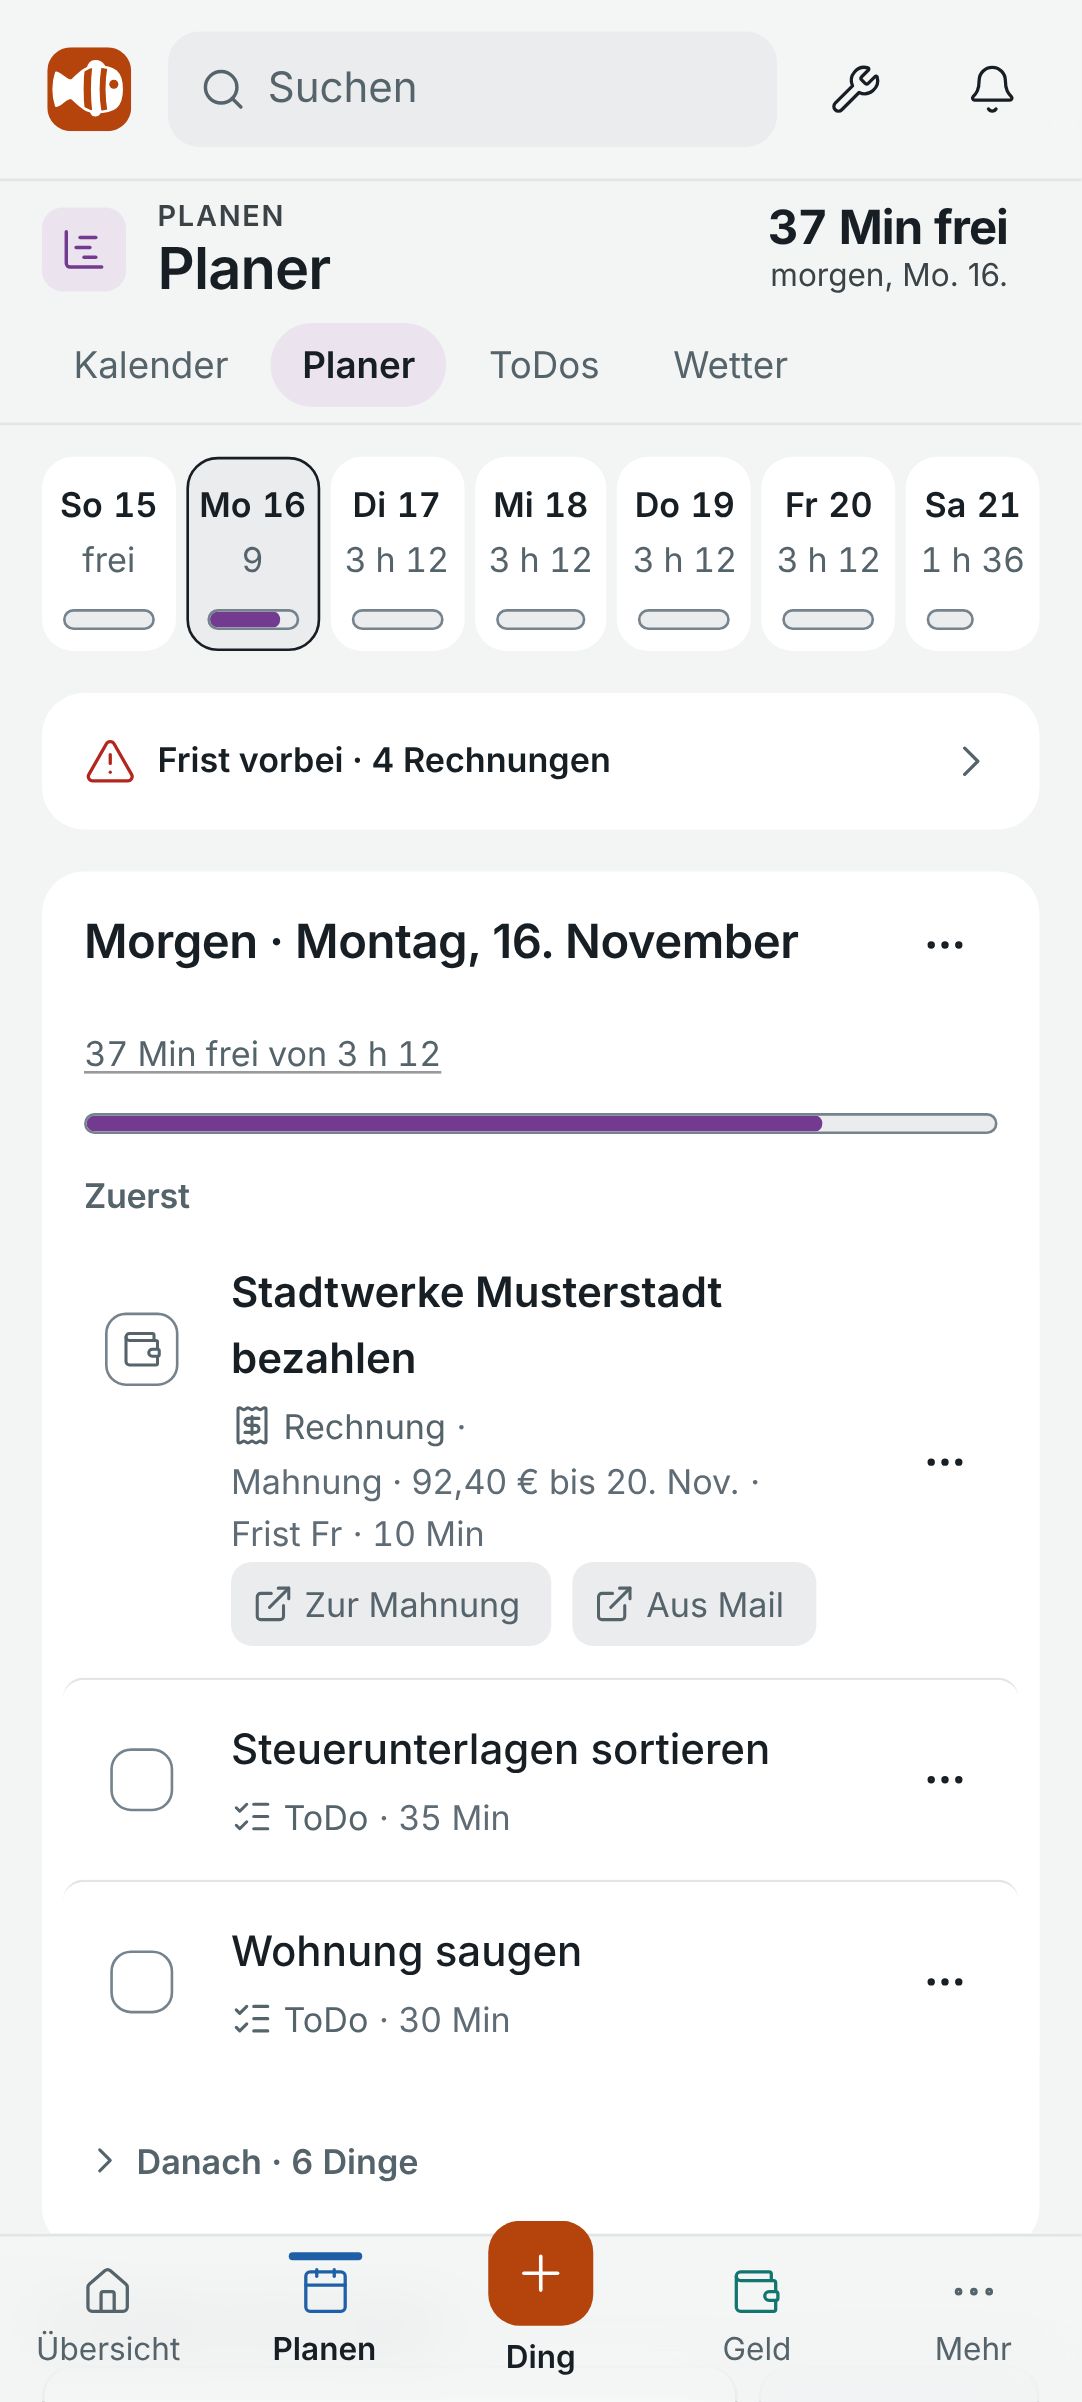 Suchen
PLANEN
Planer
37 Min frei
morgen, Mo. 16.
Kalender
Planer
ToDos
Wetter
So 15
frei
Mo 16
9
Di 17
3 h 12
Mi 18
3 h 12
Do 19
3 h 12
Fr 20
3 h 12
Sa 21
1 h 36
Frist vorbei · 4 Rechnungen
Morgen · Montag, 16. November
37 Min frei von 3 h 12
Zuerst
Stadtwerke Musterstadt
bezahlen
Rechnung ·
Mahnung · 92,40 € bis 20. Nov. ·
Frist Fr · 10 Min
Zur Mahnung
Aus Mail
Steuerunterlagen sortieren
ToDo · 35 Min
Wohnung saugen
ToDo · 30 Min
Danach · 6 Dinge
Übersicht
Planen
Ding
Geld
Mehr